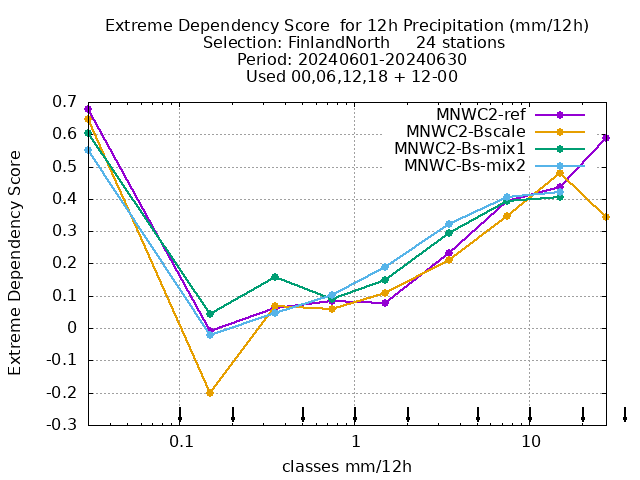 Extreme Dependency Score  for 12h Precipitation (mm/12h)
Selection: FinlandNorth     24 stations
Period: 20240601-20240630
Used 00,06,12,18 + 12-00
MNWC2-ref
MNWC2-Bscale
MNWC2-Bs-mix1
MNWC-Bs-mix2
Extreme Dependency Score
0.7
0.6
0.5
0.4
0.3
0.2
0.1
0
-0.1
-0.2
-0.3
0.1 1 10
classes mm/12h